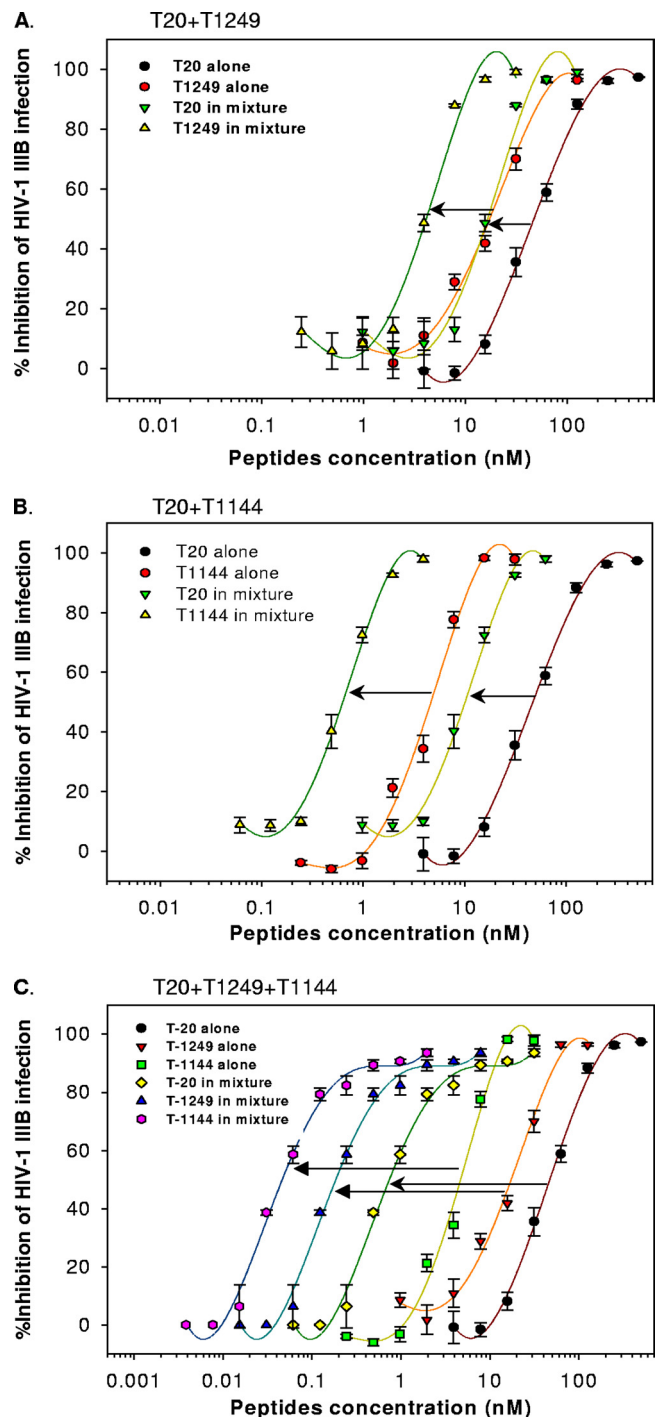 A.
T20+T1249
% Inhibition of HIV-1 IIIB infection
100
80
60
40
20
0
T20 alone
T1249 alone
T20 in mixture
T1249 in mixture
0.01
0.1
1
10
100
Peptides concentration (nM)
B.
T20+T1144
% Inhibition of HIV-1 IIIB infection
100
80
60
40
20
0
T20 alone
T1144 alone
T20 in mixture
T1144 in mixture
0.01
0.1
1
10
100
Peptides concentration (nM)
C.
T20+T1249+T1144
%Inhibition of HIV-1 IIIB infection
100
80
60
40
20
0
T-20 alone
T-1249 alone
T-1144 alone
T-20 in mixture
T-1249 in mixture
T-1144 in mixture
0.001
0.01
0.1
1
10
100
Peptides concentration (nM)